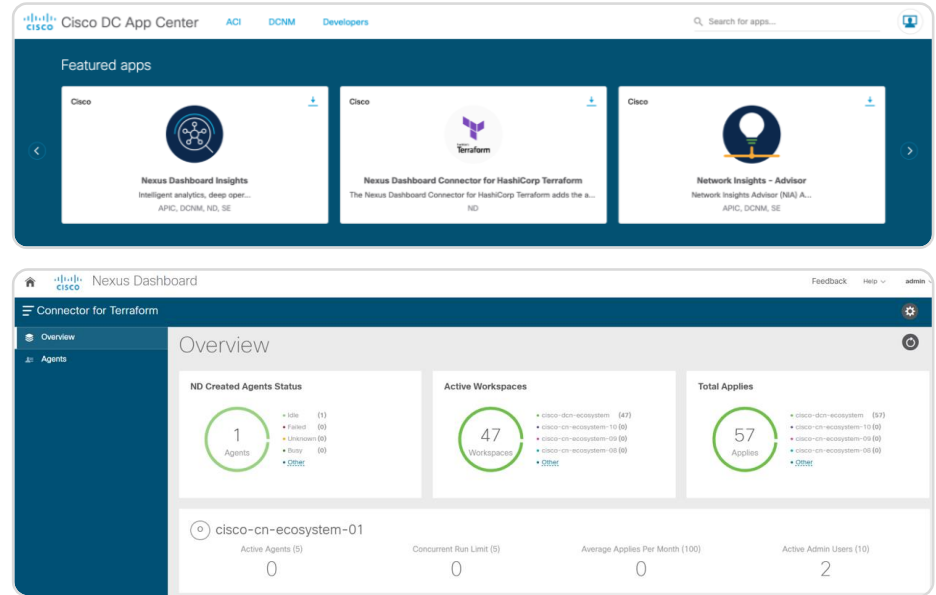 cisco Cisco DC App Center ACI DCNM Developers Search for apps...
Featured apps
Cisco
Nexus Dashboard Insights
Intelligent analytics, deep oper...
APIC, DCNM, ND, SE
Cisco
HashiCorp
Terraform
Nexus Dashboard Connector for HashiCorp Terraform
The Nexus Dashboard Connector for HashiCorp Terraform adds the a...
ND
Cisco
Network Insights – Advisor
Network Insights Advisor (NIA) A...
APIC, DCNM, SE
cisco Nexus Dashboard Feedback Help admin
Connector for Terraform
Overview
Agents
Overview
ND Created Agents Status
1
Agents
Idle (1)
Failed (0)
Unknown (0)
Busy (0)
Other
Active Workspaces
47
Workspaces
cisco-dcn-ecosystem (47)
cisco-cn-ecosystem-10 (0)
cisco-cn-ecosystem-09 (0)
cisco-cn-ecosystem-08 (0)
Other
Total Applies
57
Applies
cisco-dcn-ecosystem (57)
cisco-cn-ecosystem-10 (0)
cisco-cn-ecosystem-09 (0)
cisco-cn-ecosystem-08 (0)
Other
cisco-cn-ecosystem-01
Active Agents (5) Concurrent Run Limit (5) Average Applies Per Month (100) Active Admin Users (10)
0 0 0 2